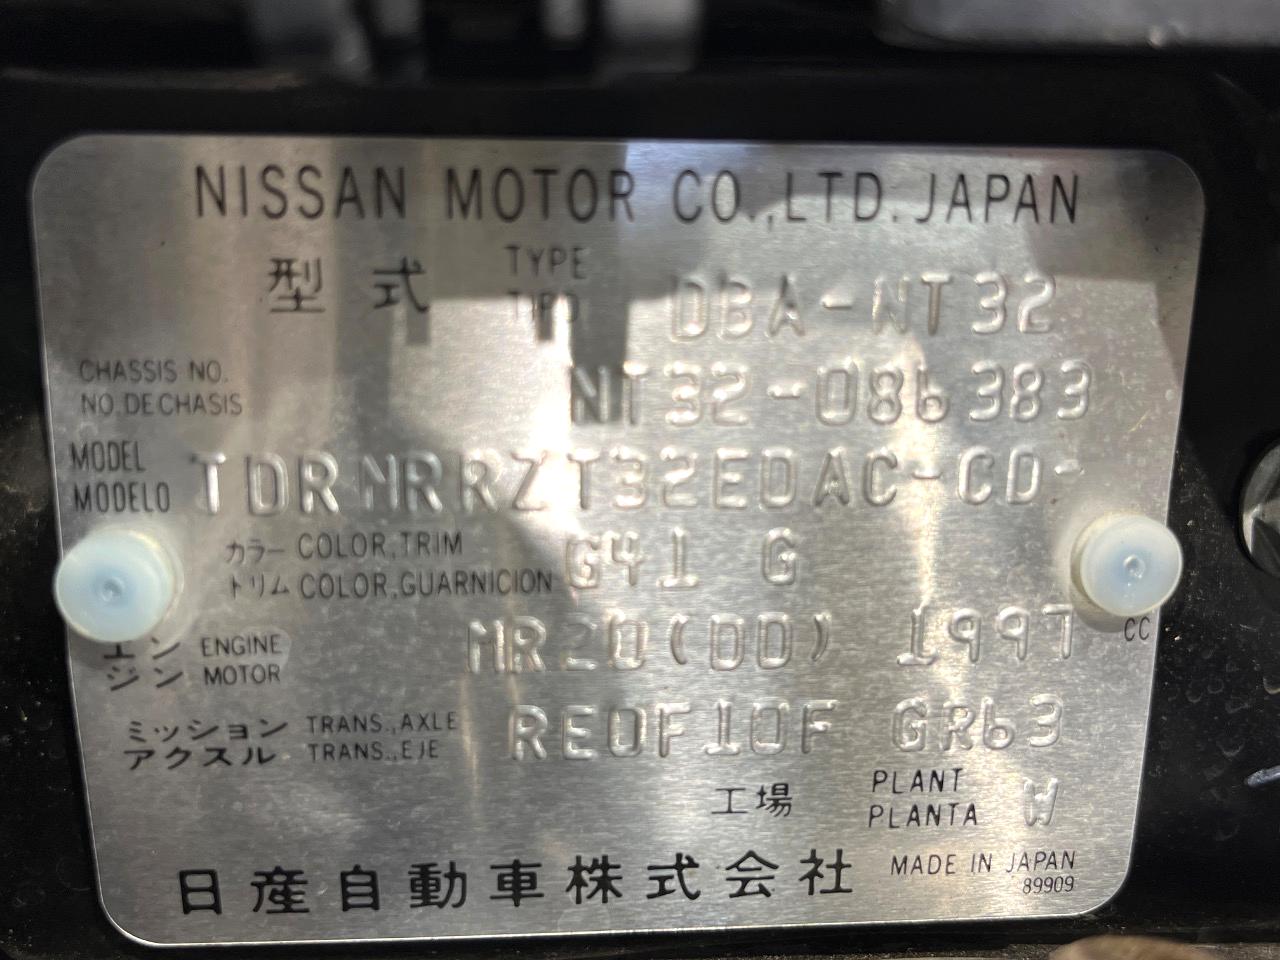 NISSAN MOTOR CO.,LTD. JAPAN
型式 TYPE TIPO DBA-NT32
CHASSIS NO.
NO.DECHASIS NT32-086383
MODEL
MODELO TDRNRRZT32EDAC-CD-
カラー COLOR,TRIM
トリム COLOR,GUARNICION G41 G
エン ENGINE
ジン MOTOR MR20(DD) 1997 CC
ミッション TRANS.,AXLE
アクスル TRANS.,EJE RE0F10F GR63
工場 PLANT
PLANTA W
日産自動車株式会社 MADE IN JAPAN
89909